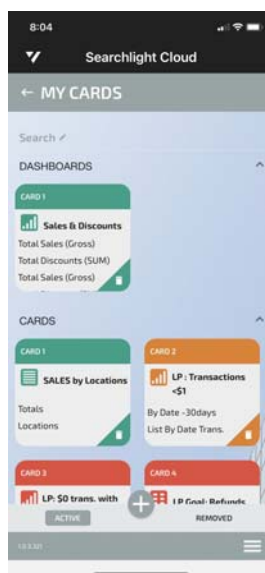 8:04
Searchlight Cloud
← MY CARDS
Search
DASHBOARDS
CARD 1
Sales & Discounts
Total Sales (Gross)
Total Discounts (SUM)
Total Sales (Gross)
CARDS
CARD 1
SALES by Locations
Totals
Locations
CARD 2
LP : Transactions
<$1
By Date -30days
List By Date Trans.
CARD 3
LP: $0 trans. with
CARD 4
LP Goal: Refunds
ACTIVE
+
REMOVED